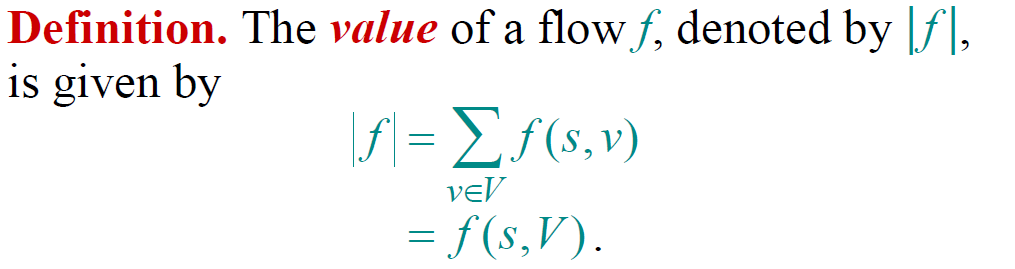 Definition. The value of a flow f, denoted by |f|,
is given by
|f| = ∑ f(s, v)
v∈V
= f(s, V).